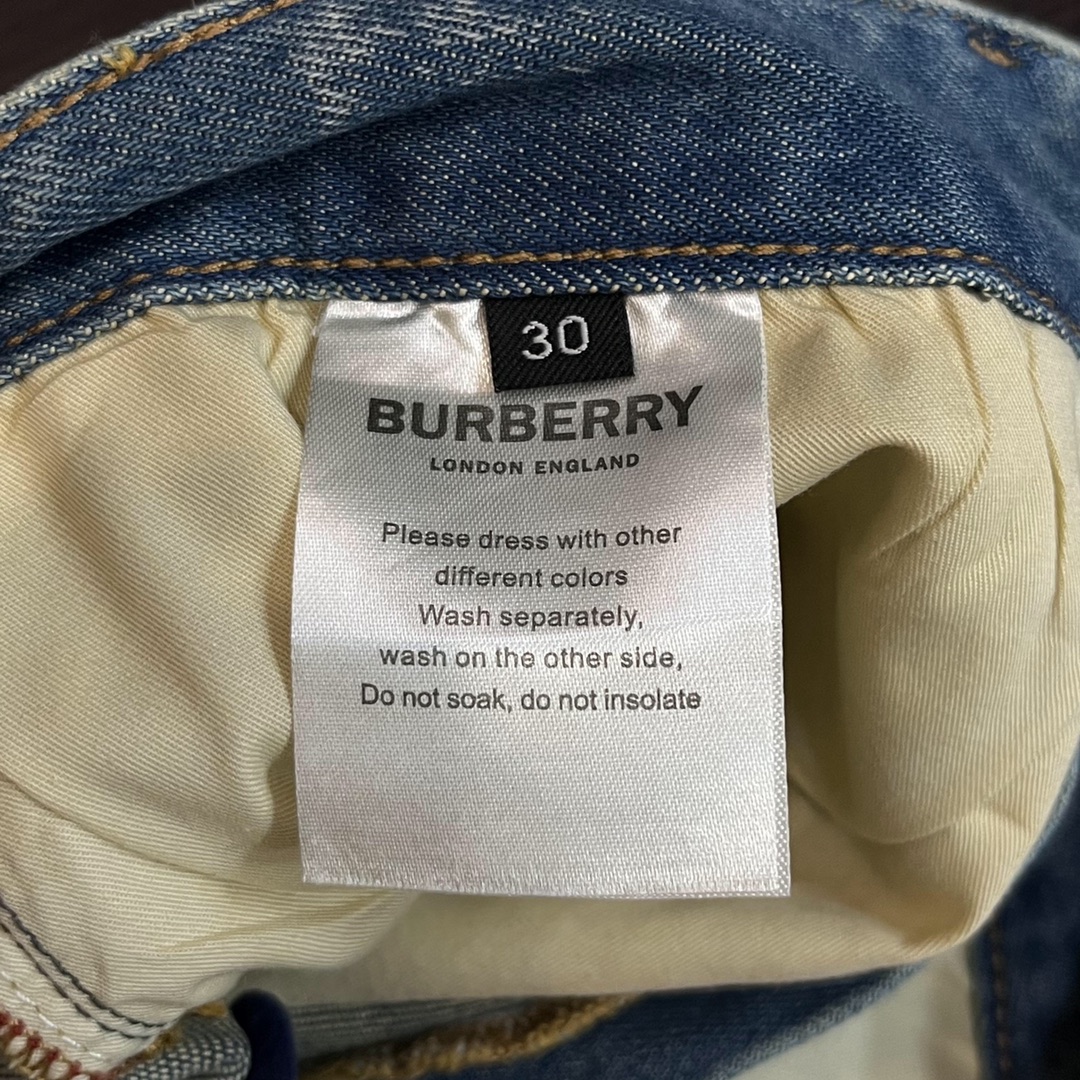 30
BURBERRY
LONDON ENGLAND
Please dress with other
different colors
Wash separately,
wash on the other side,
Do not soak, do not insolate